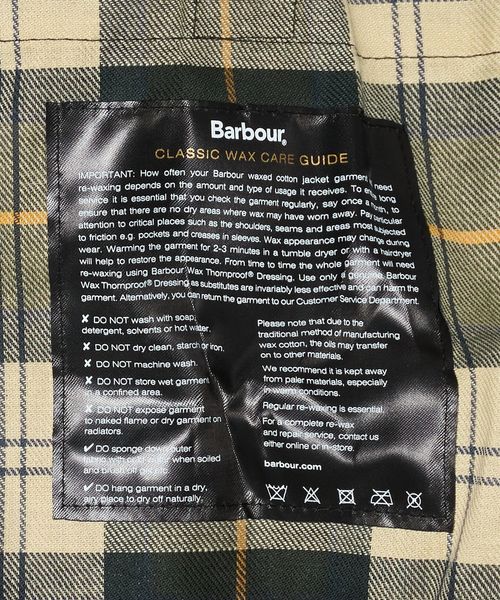 Barbour®
CLASSIC WAX CARE GUIDE
IMPORTANT: How often your Barbour waxed cotton jacket garment need
re-waxing depends on the amount and type of usage it receives. To
service it is essential that you check the garment regularly, say once a
ensure that there are no dry areas where wax may have worn away. Pay particular
attention to critical places such as the shoulders, seams and areas most subjected
to friction e.g. pockets and creases in sleeves. Wax appearance may change during
wear. Warming the garment for 2-3 minutes in a tumble dryer or with a hairdryer
will help to restore the appearance. From time to time the whole garment will need
re-waxing using Barbour Wax Thornproof® Dressing. Use only a genuine Barbour
Wax Thornproof® Dressing as substitutes are invariably less effective and can harm the
garment. Alternatively, you can return the garment to our Customer Service Department.
✘ DO NOT wash with soap,
detergent, solvents or hot water.
✘ DO NOT dry clean, starch or iron.
✘ DO NOT machine wash.
✘ DO NOT store wet garment
in a confined area.
✘ DO NOT expose garment
to naked flame or dry garment on
radiators.
✔ DO sponge down outer
fabric with cold water when soiled
and brush off
✔ DO hang garment in a dry,
airy place to dry off naturally.
Please note that due to the
traditional method of manufacturing
wax cotton, the oils may transfer
on to other materials.
We recommend it is kept away
from paler materials, especially
in warm conditions.
Regular re-waxing is essential.
For a complete re-wax
and repair service, contact us
either online or in-store.
barbour.com